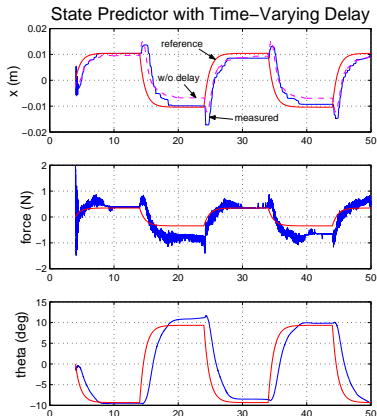 State Predictor with Time−Varying Delay
0.02
0.01
0
−0.01
−0.02
x (m)
reference
w/o delay
measured
0 10 20 30 40 50
2
1
0
−1
−2
force (N)
0 10 20 30 40 50
15
10
5
0
−5
−10
theta (deg)
0 10 20 30 40 50